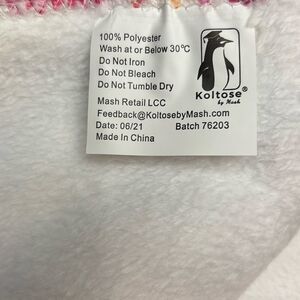 100% Polyester
Wash at or Below 30°C
Do Not Iron
Do Not Bleach
Do Not Tumble Dry
Mash Retail LCC
Feedback@KoltosebyMash.com
Date: 06/21 Batch 76203
Made In China
Koltose®
by Mash